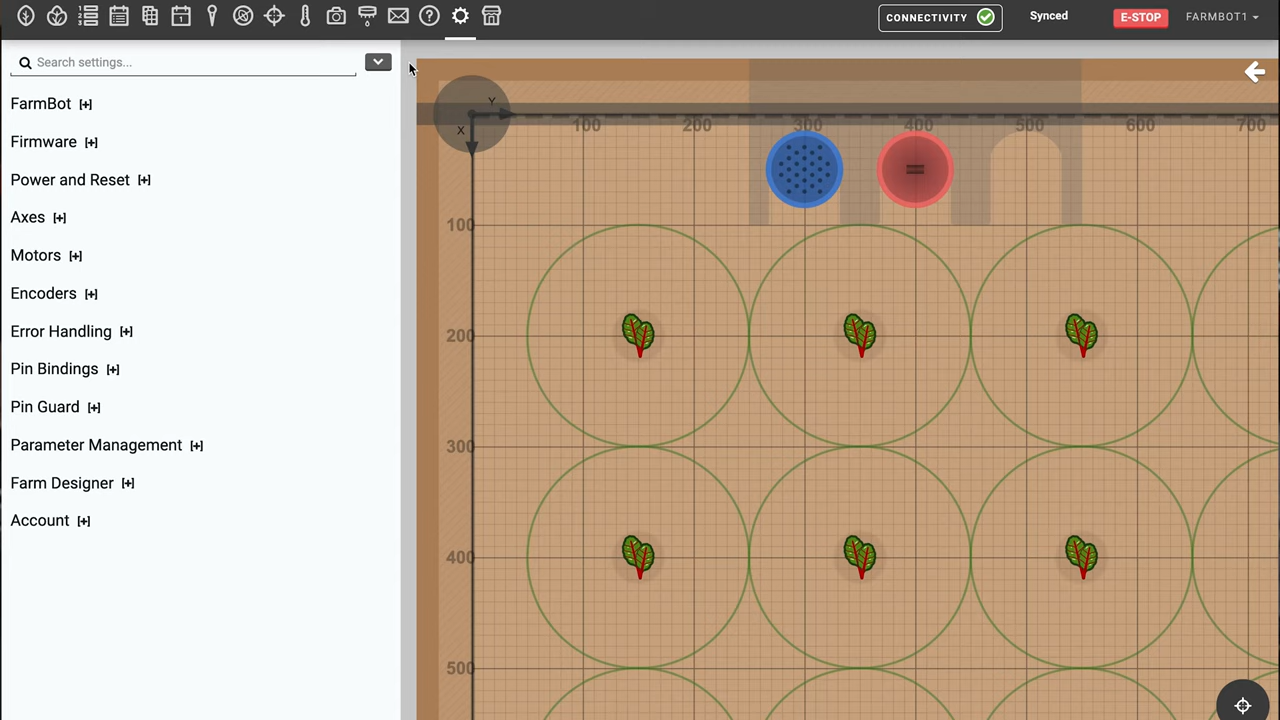 CONNECTIVITY
Synced
E-STOP
FARMBOT1
Search settings...
FarmBot [+]
Firmware [+]
Power and Reset [+]
Axes [+]
Motors [+]
Encoders [+]
Error Handling [+]
Pin Bindings [+]
Pin Guard [+]
Parameter Management [+]
Farm Designer [+]
Account [+]
Y
X
100 200 300 400 500 600 700
100
200
300
400
500